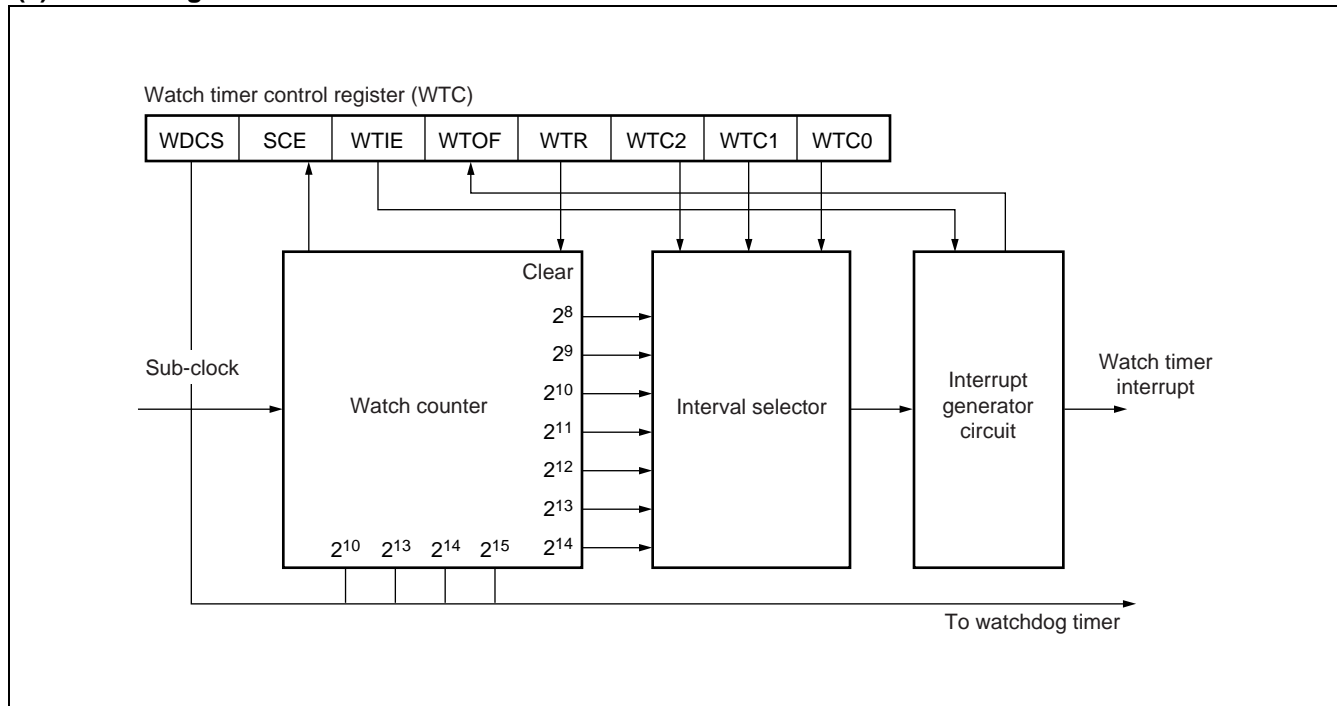 Watch timer control register (WTC)
WDCS SCE WTIE WTOF WTR WTC2 WTC1 WTC0
Clear
2⁸
2⁹
Sub-clock
2¹⁰
Watch counter
2¹¹
2¹²
2¹³
2¹⁴
2¹⁰ 2¹³ 2¹⁴ 2¹⁵
Interval selector
Interrupt
generator
circuit
Watch timer
interrupt
To watchdog timer